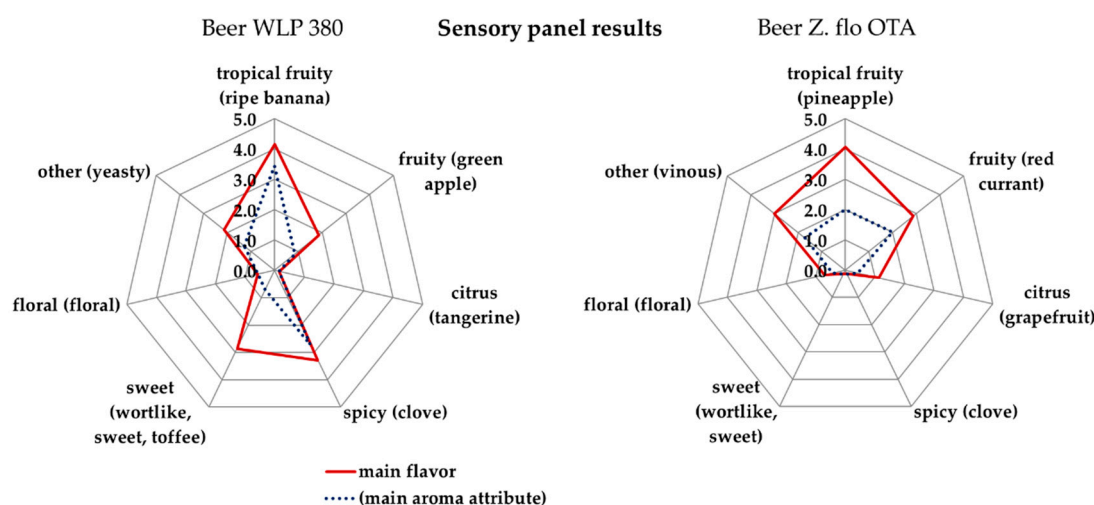 Beer WLP 380
Sensory panel results
Beer Z. flo OTA
tropical fruity
(ripe banana)
5.0
4.0
3.0
2.0
1.0
0.0
fruity (green
apple)
citrus
(tangerine)
spicy (clove)
sweet
(wortlike,
sweet, toffee)
floral (floral)
other (yeasty)
tropical fruity
(pineapple)
5.0
4.0
3.0
2.0
1.0
0.0
fruity (red
currant)
citrus
(grapefruit)
spicy (clove)
sweet
(wortlike,
sweet)
floral (floral)
other (vinous)
main flavor
(main aroma attribute)